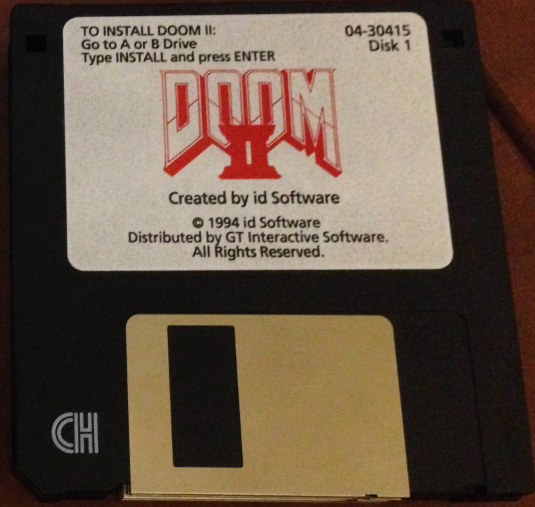 TO INSTALL DOOM II:
Go to A or B Drive
Type INSTALL and press ENTER
04-30415
Disk 1
DOOM
II
Created by id Software
© 1994 id Software
Distributed by GT Interactive Software.
All Rights Reserved.
CH